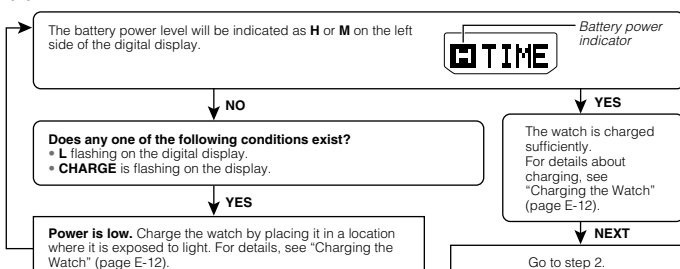 The battery power level will be indicated as H or M on the left
side of the digital display.
Battery power
indicator
H TIME
NO
YES
Does any one of the following conditions exist?
• L flashing on the digital display.
• CHARGE is flashing on the display.
The watch is charged
sufficiently.
For details about
charging, see
“Charging the Watch”
(page E-12).
YES
NEXT
Power is low. Charge the watch by placing it in a location
where it is exposed to light. For details, see “Charging the
Watch” (page E-12).
Go to step 2.